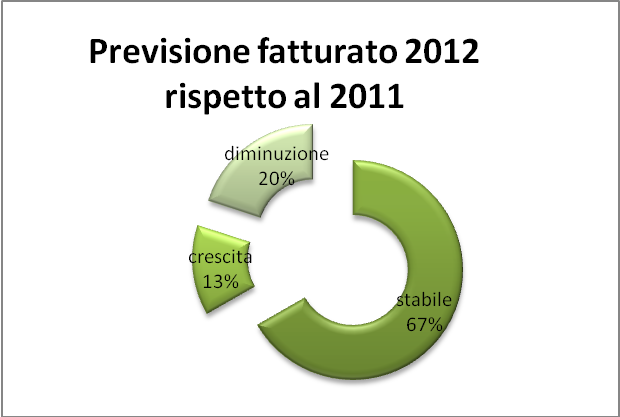 Previsione fatturato 2012
rispetto al 2011
diminuzione
20%
crescita
13%
stabile
67%